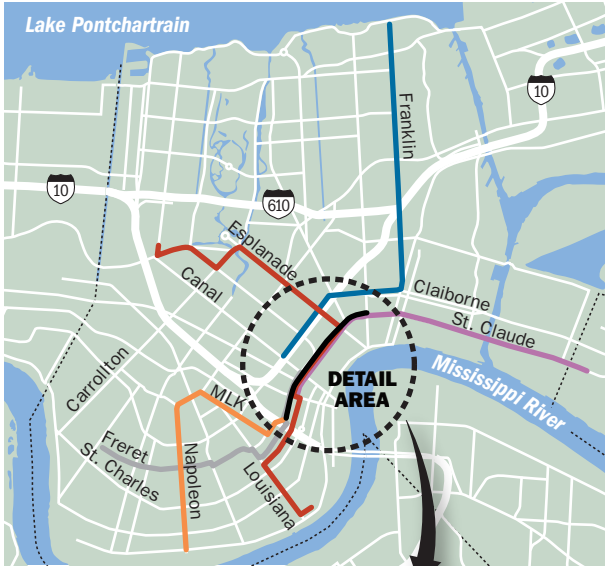 Lake Pontchartrain
10
Franklin
10
610
Esplanade
Canal
Claiborne
St. Claude
DETAIL
AREA
Mississippi River
Carrollton
MLK
Freret
St. Charles
Napoleon
Louisiana